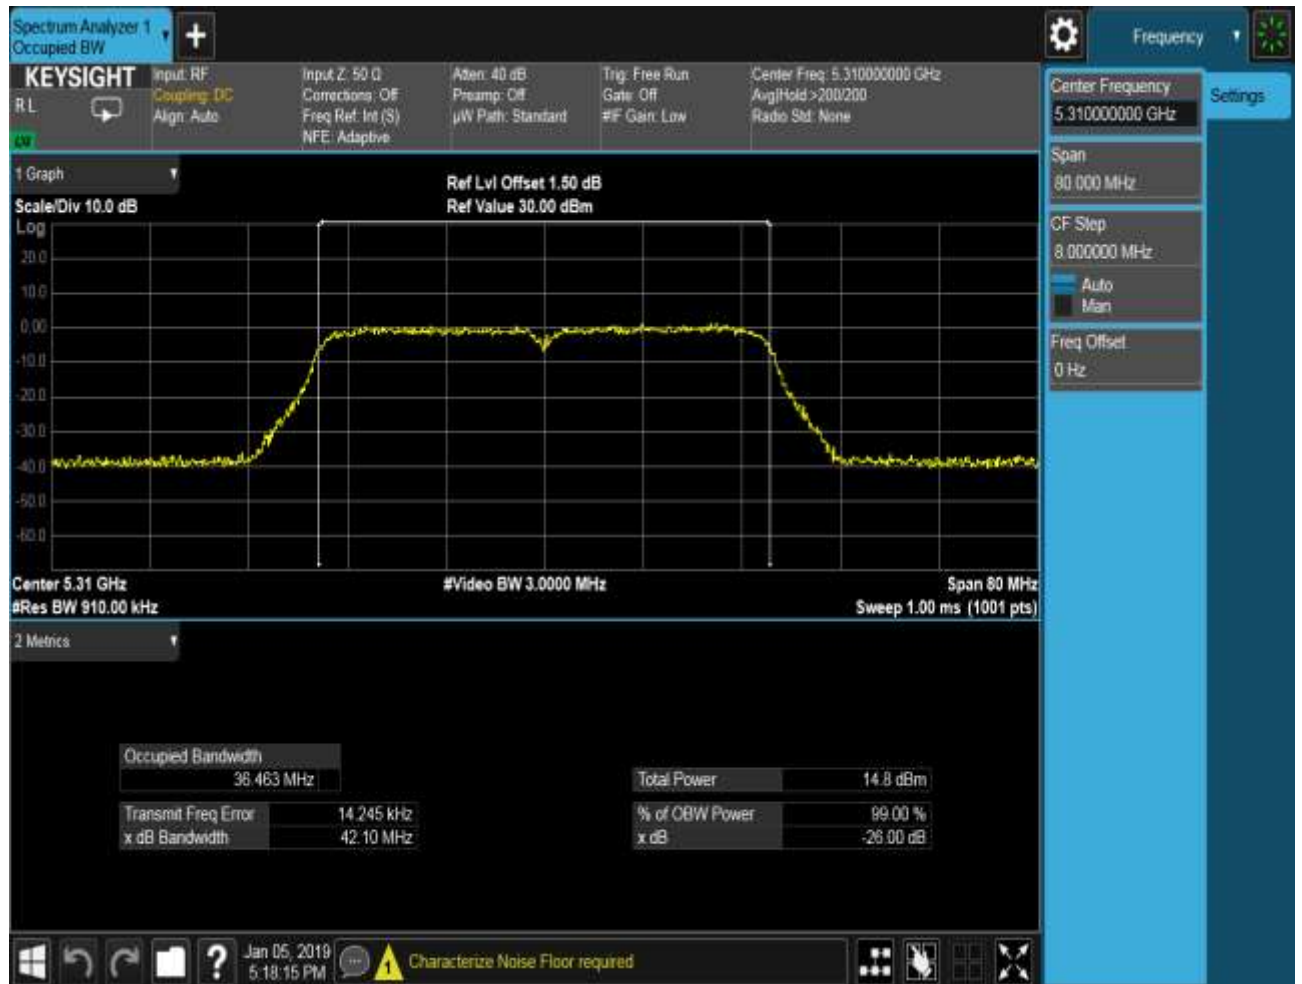 Spectrum Analyzer 1
Occupied BW
Frequency
KEYSIGHT
R L
Input: RF
Coupling: DC
Align: Auto
Input Z: 50 Ω
Corrections: Off
Freq Ref: Int (S)
NFE: Adaptive
Atten: 40 dB
Preamp: Off
µW Path: Standard
Trig: Free Run
Gate: Off
#IF Gain: Low
Center Freq: 5.310000000 GHz
Avg|Hold:>200/200
Radio Std: None
Center Frequency
5.310000000 GHz
Settings
Span
80.000 MHz
CF Step
8.000000 MHz
Auto
Man
Freq Offset
0 Hz
1 Graph
Scale/Div 10.0 dB
Ref Lvl Offset 1.50 dB
Ref Value 30.00 dBm
Log
20.0
10.0
0.00
-10.0
-20.0
-30.0
-40.0
-50.0
-60.0
Center 5.31 GHz
#Video BW 3.0000 MHz
Span 80 MHz
#Res BW 910.00 kHz
Sweep 1.00 ms (1001 pts)
2 Metrics
Occupied Bandwidth
36.463 MHz
Total Power 14.8 dBm
Transmit Freq Error 14.245 kHz
% of OBW Power 99.00 %
x dB Bandwidth 42.10 MHz
x dB -26.00 dB
Jan 05, 2019
5:18:15 PM
1
Characterize Noise Floor required